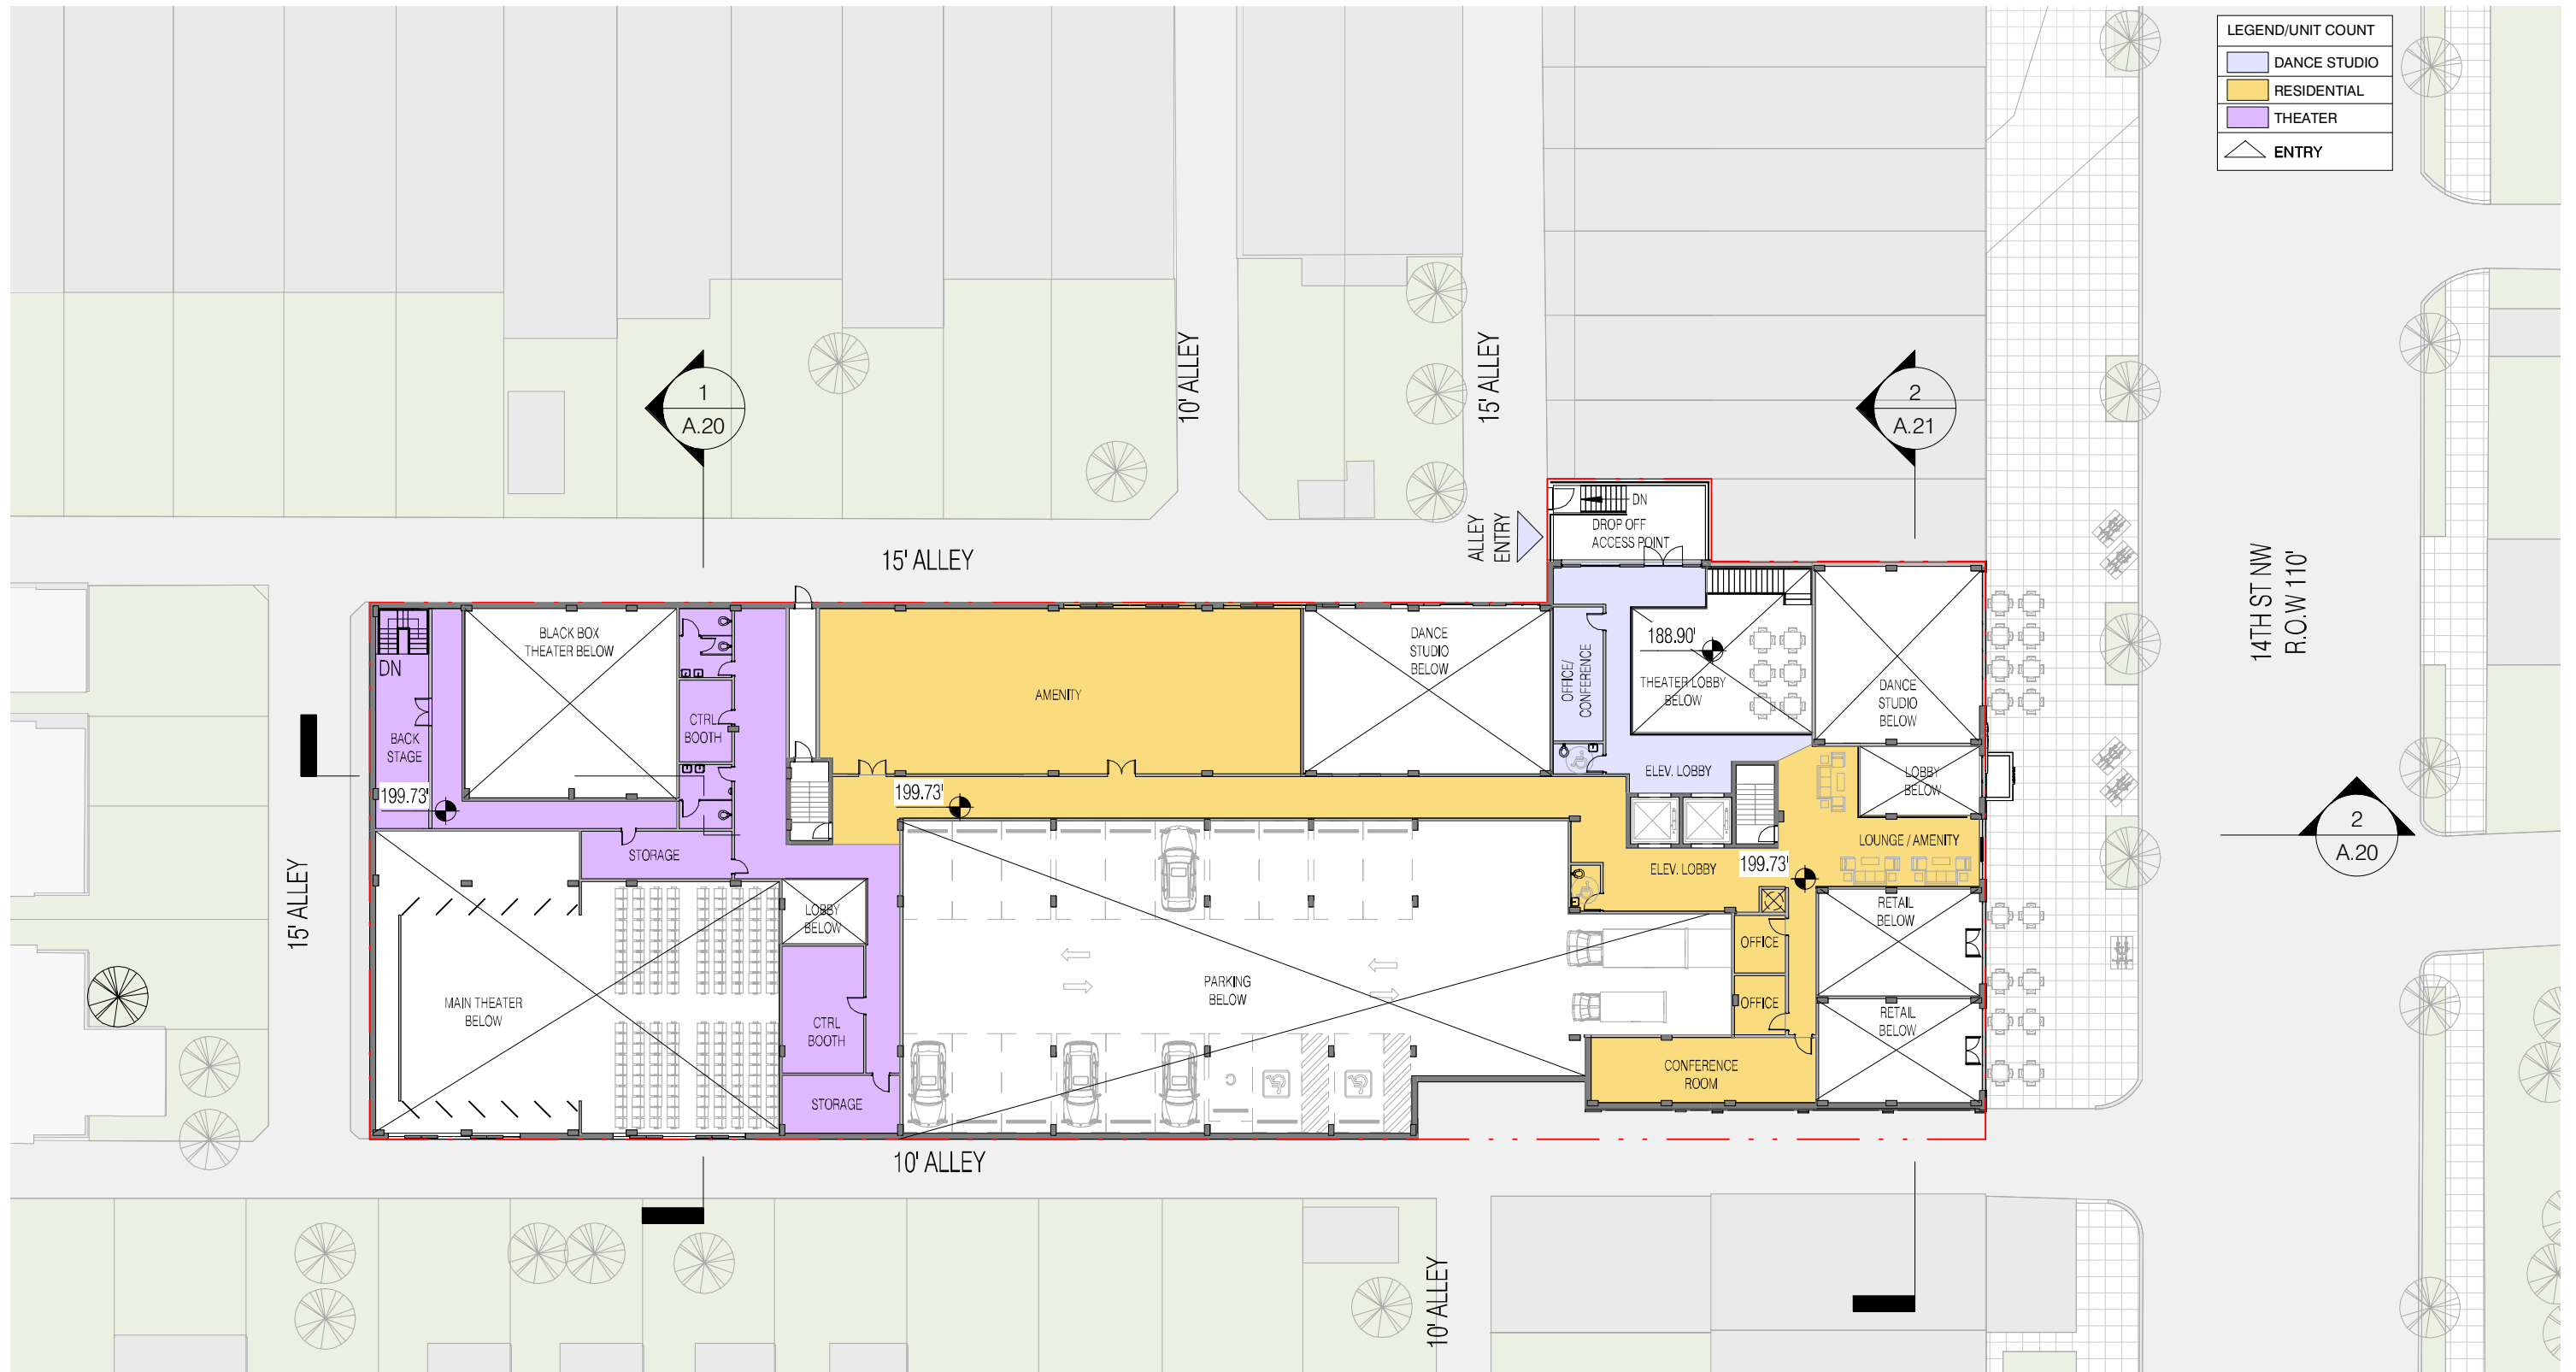 LEGEND/UNIT COUNT
DANCE STUDIO
RESIDENTIAL
THEATER
ENTRY
10' ALLEY
15' ALLEY
1
A.20
2
A.21
ALLEY
ENTRY
DN
DROP OFF
ACCESS POINT
15' ALLEY
14TH ST NW
R.O.W 110'
BLACK BOX
THEATER BELOW
DN
BACK
STAGE
CTRL
BOOTH
199.73'
AMENITY
199.73'
DANCE
STUDIO
BELOW
OFFICE/
CONFERENCE
188.90'
THEATER LOBBY
BELOW
DANCE
STUDIO
BELOW
ELEV. LOBBY
LOBBY
BELOW
LOUNGE / AMENITY
ELEV. LOBBY
199.73'
2
A.20
15' ALLEY
STORAGE
LOBBY
BELOW
MAIN THEATER
BELOW
CTRL
BOOTH
STORAGE
PARKING
BELOW
C
OFFICE
OFFICE
RETAIL
BELOW
RETAIL
BELOW
CONFERENCE
ROOM
10' ALLEY
10' ALLEY